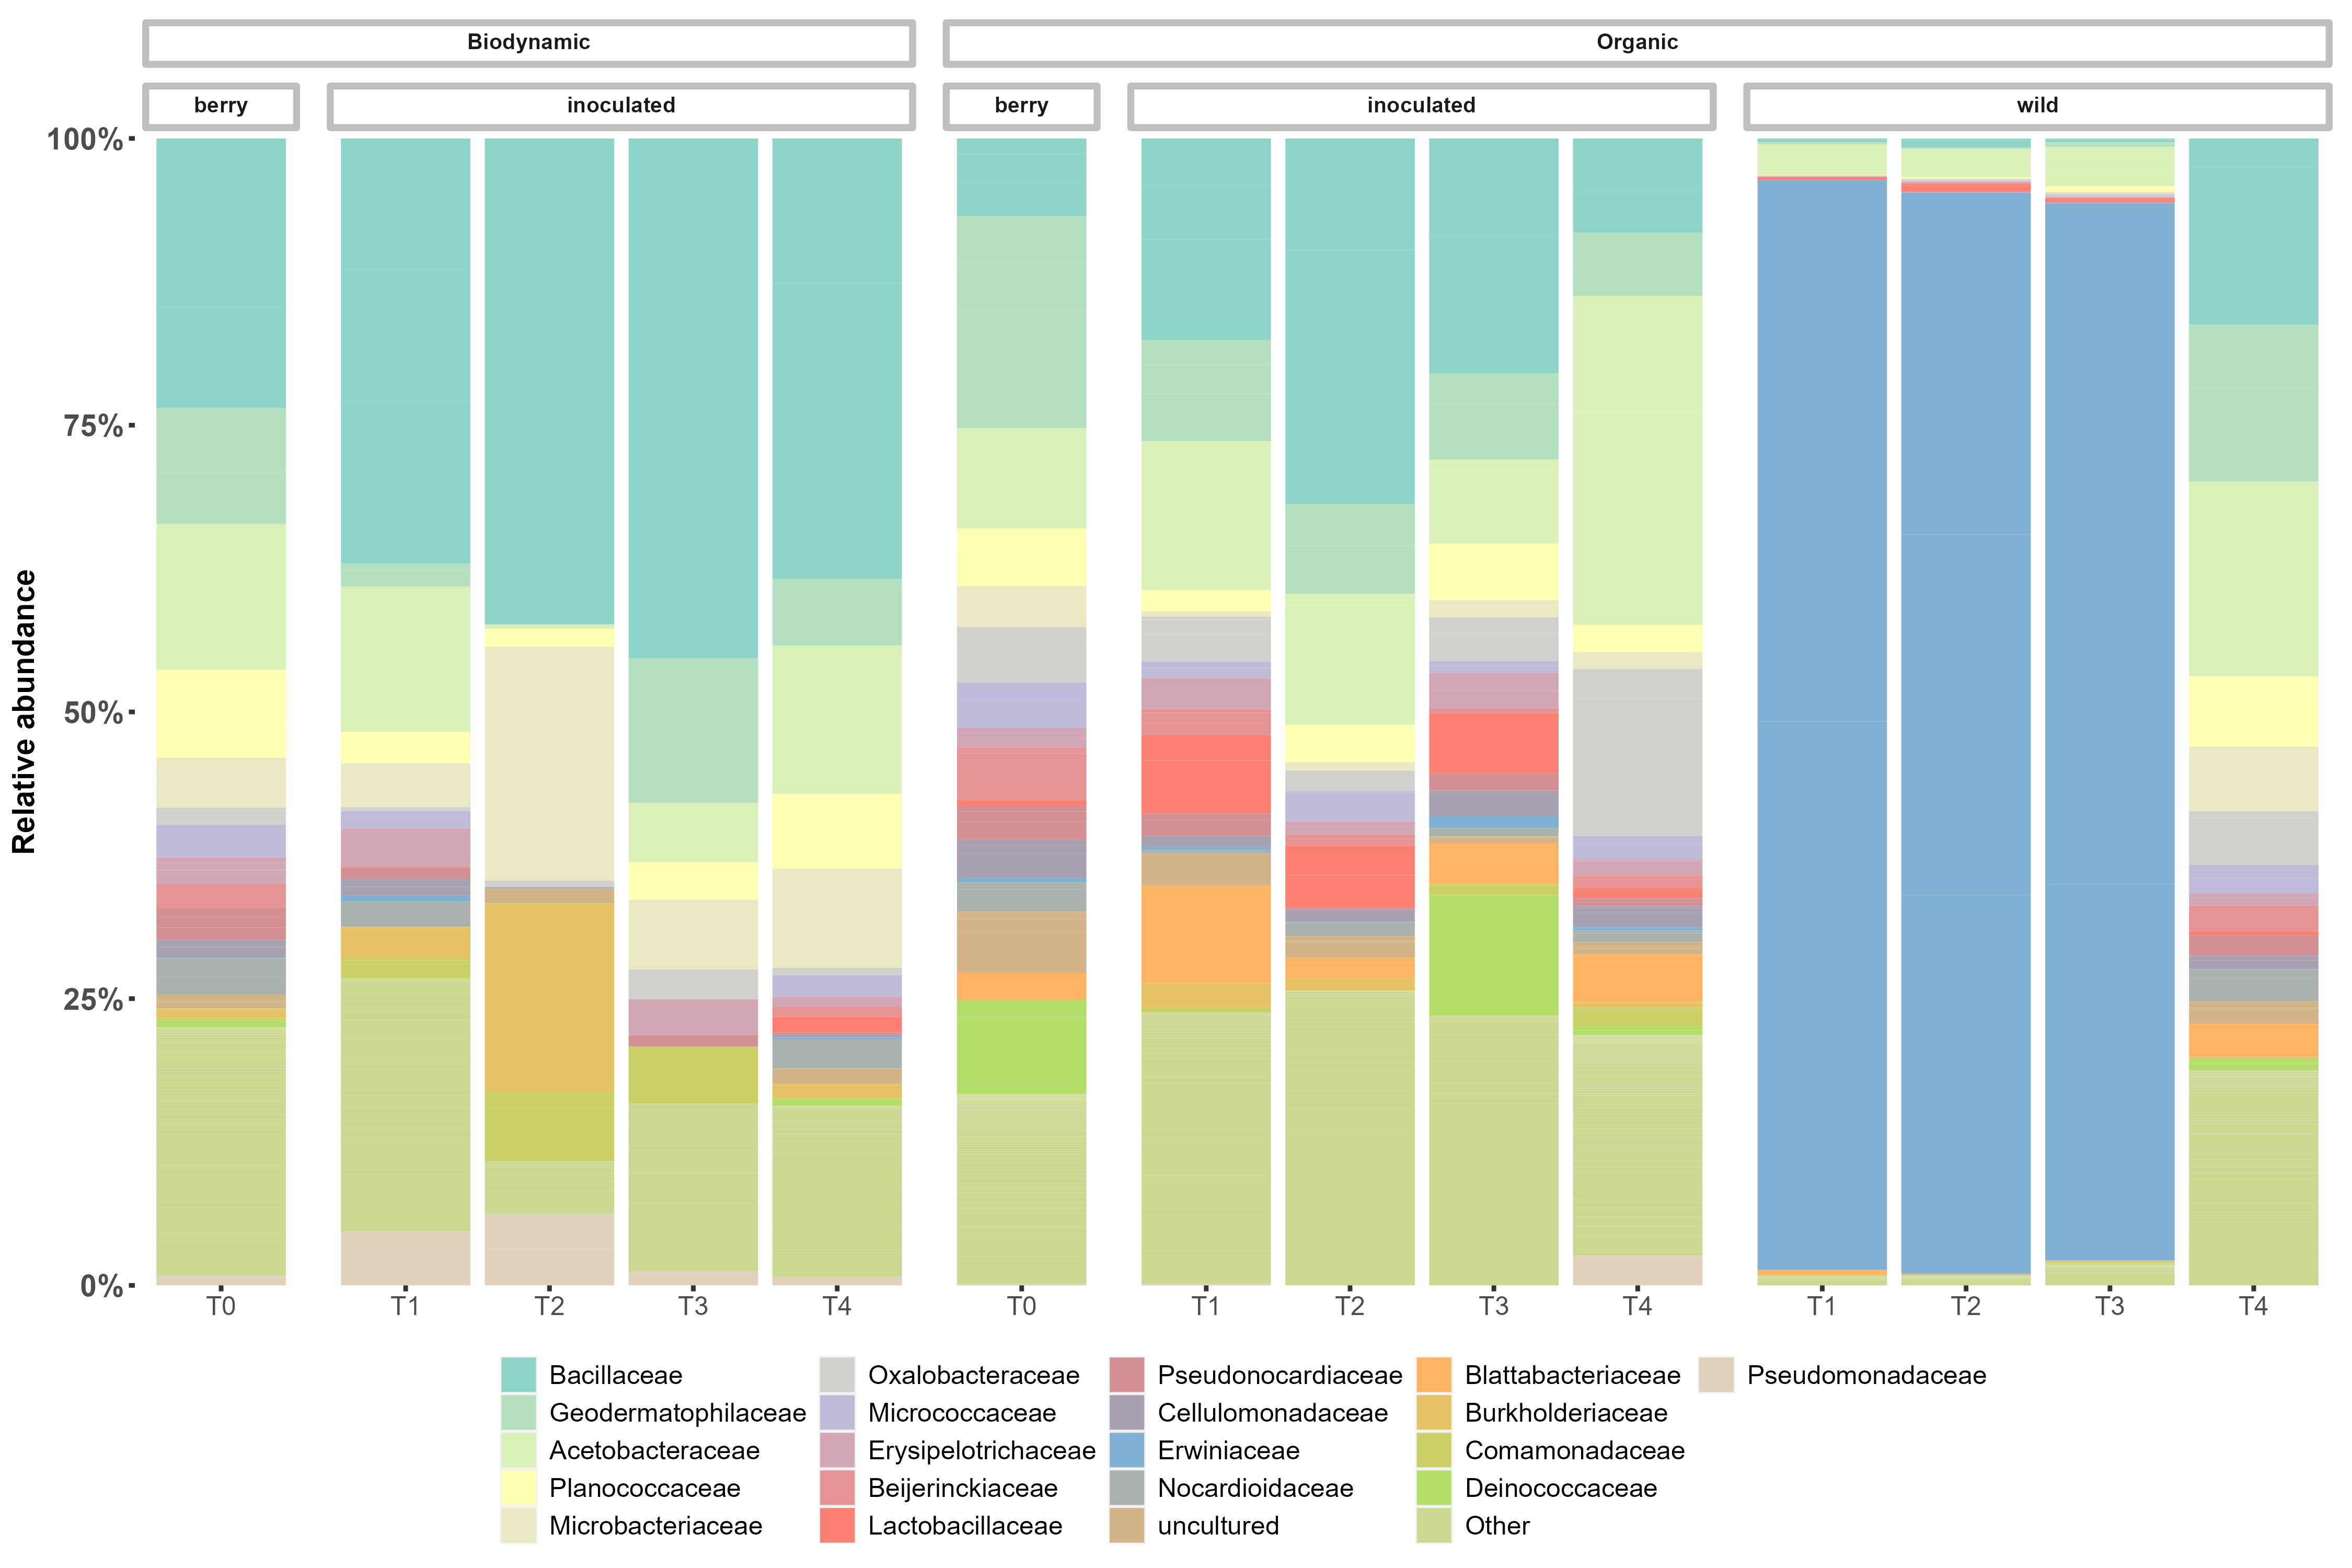 Biodynamic Organic
berry inoculated berry inoculated wild
100%
75%
50%
25%
0%
Relative abundance
T0 T1 T2 T3 T4 T0 T1 T2 T3 T4 T1 T2 T3 T4
Bacillaceae Oxalobacteraceae Pseudonocardiaceae Blattabacteriaceae Pseudomonadaceae
Geodermatophilaceae Micrococcaceae Cellulomonadaceae Burkholderiaceae
Acetobacteraceae Erysipelotrichaceae Erwiniaceae Comamonadaceae
Planococcaceae Beijerinckiaceae Nocardioidaceae Deinococcaceae
Microbacteriaceae Lactobacillaceae uncultured Other